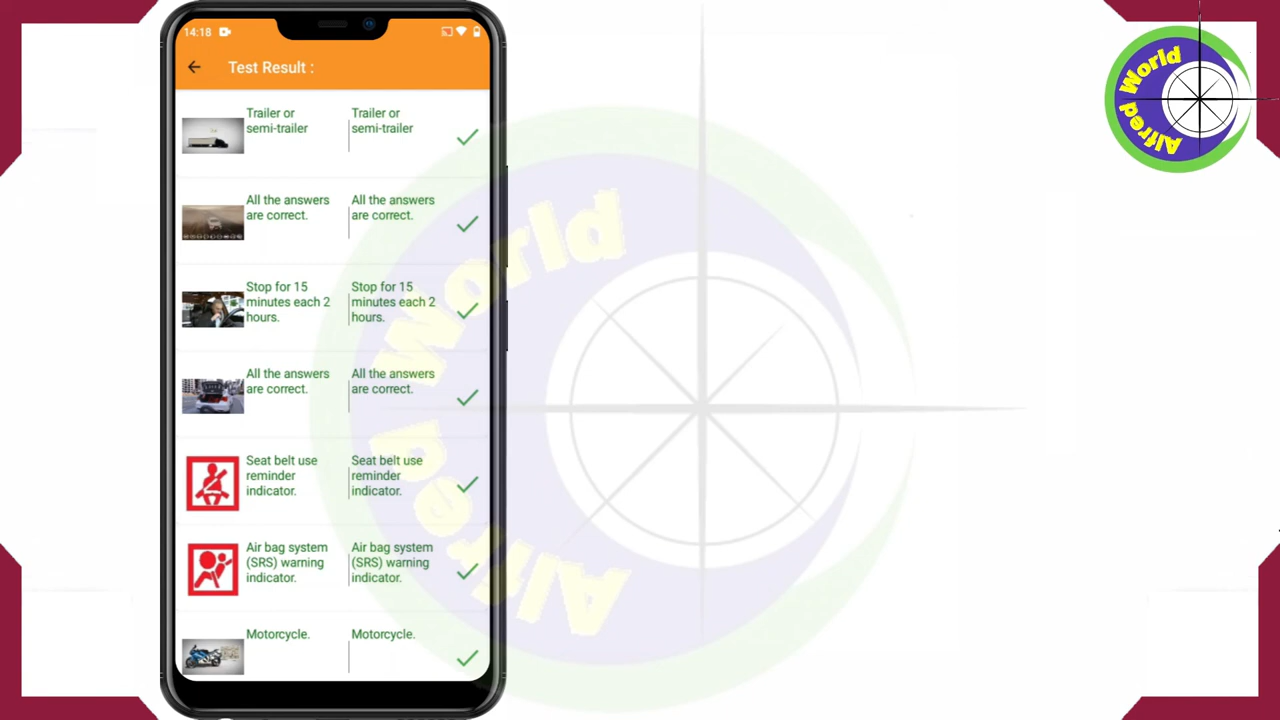 14:18
Test Result :
Trailer or
semi-trailer
Trailer or
semi-trailer
All the answers
are correct.
All the answers
are correct.
Stop for 15
minutes each 2
hours.
Stop for 15
minutes each 2
hours.
All the answers
are correct.
All the answers
are correct.
Seat belt use
reminder
indicator.
Seat belt use
reminder
indicator.
Air bag system
(SRS) warning
indicator.
Air bag system
(SRS) warning
indicator.
Motorcycle.
Motorcycle.
Alfred World
Alfred World